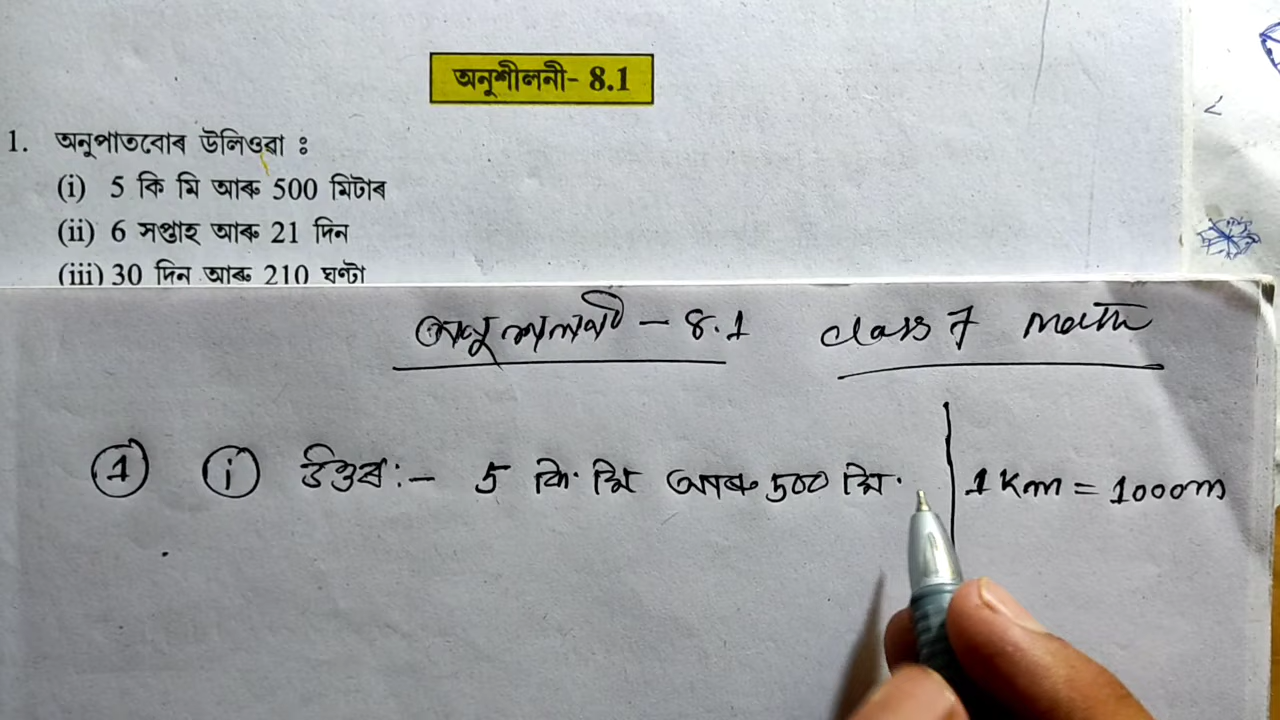 অনুশীলনী- 8.1
1. অনুপাতবোৰ উলিওৱা ঃ
(i) 5 কি মি আৰু 500 মিটাৰ
(ii) 6 সপ্তাহ আৰু 21 দিন
(iii) 30 দিন আৰু 210 ঘণ্টা
অনুশীলনী – 8.1 class 7 math
1 i উত্তৰ:- 5 কি. মি আৰু 500 মি. 1 Km = 1000m